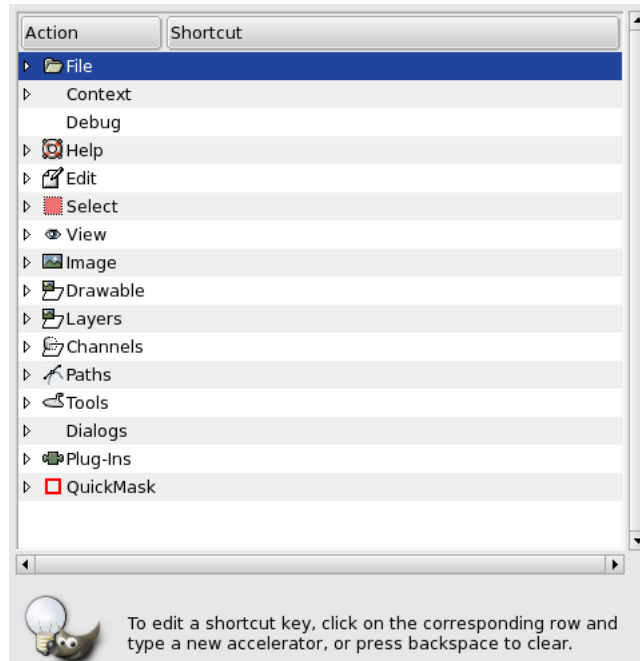 Action Shortcut
File
Context
Debug
Help
Edit
Select
View
Image
Drawable
Layers
Channels
Paths
Tools
Dialogs
Plug-Ins
QuickMask
To edit a shortcut key, click on the corresponding row and
type a new accelerator, or press backspace to clear.